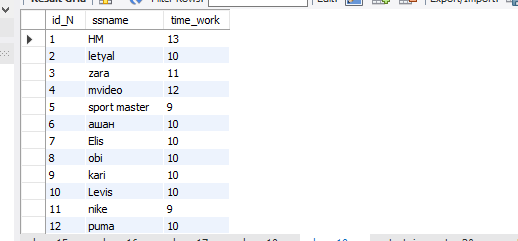 Result Grid Filter Rows: Edit: Export/Import:
id_N ssname time_work
1 HM 13
2 letyal 10
3 zara 11
4 mvideo 12
5 sport master 9
6 ашан 10
7 Elis 10
8 obi 10
9 kari 10
10 Levis 10
11 nike 9
12 puma 10